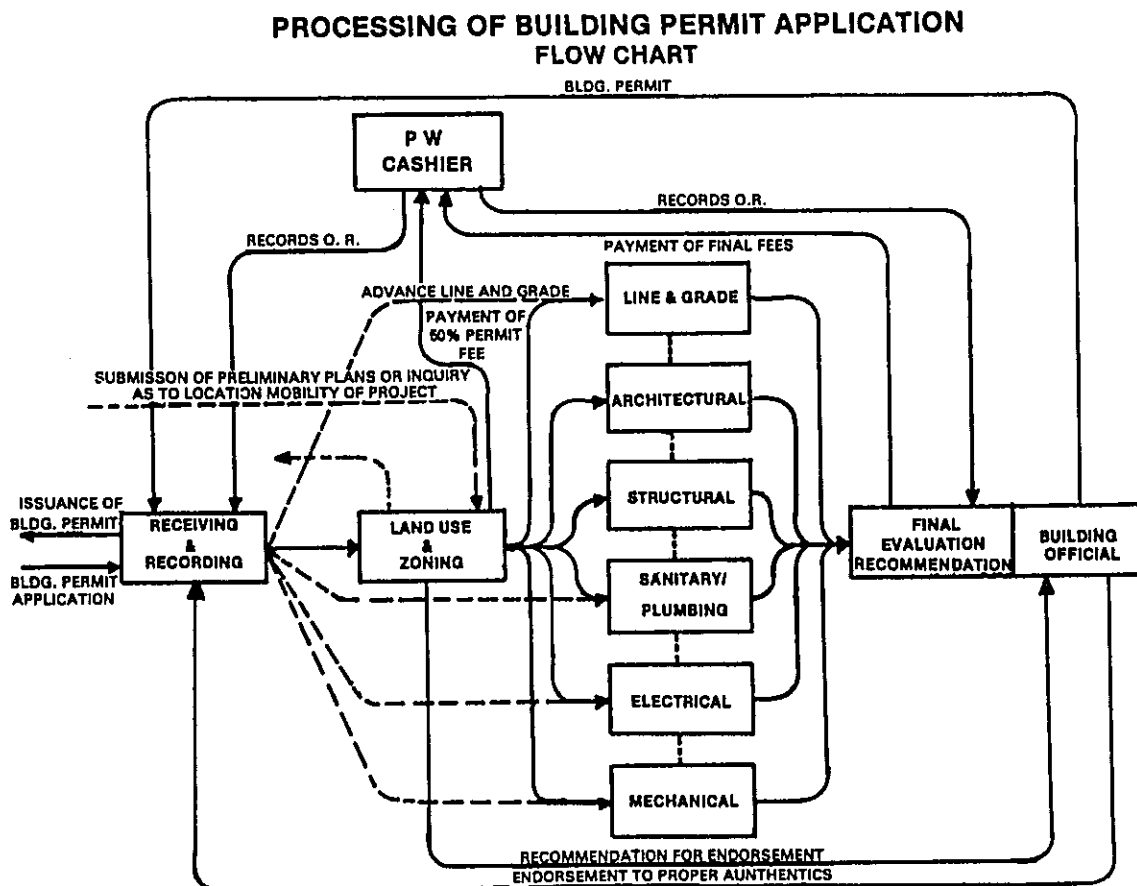 PROCESSING OF BUILDING PERMIT APPLICATION
FLOW CHART
BLDG. PERMIT
P W
CASHIER
RECORDS O. R.
RECORDS O.R.
PAYMENT OF FINAL FEES
ADVANCE LINE AND GRADE
LINE & GRADE
PAYMENT OF
50% PERMIT
FEE
SUBMISSON OF PRELIMINARY PLANS OR INQUIRY
AS TO LOCATION MOBILITY OF PROJECT
ARCHITECTURAL
STRUCTURAL
ISSUANCE OF
BLDG. PERMIT
RECEIVING
&
RECORDING
LAND USE
&
ZONING
FINAL
EVALUATION
RECOMMENDATION
BUILDING
OFFICIAL
BLDG. PERMIT
APPLICATION
SANITARY/
PLUMBING
ELECTRICAL
MECHANICAL
RECOMMENDATION FOR ENDORSEMENT
ENDORSEMENT TO PROPER AUNTHENTICS